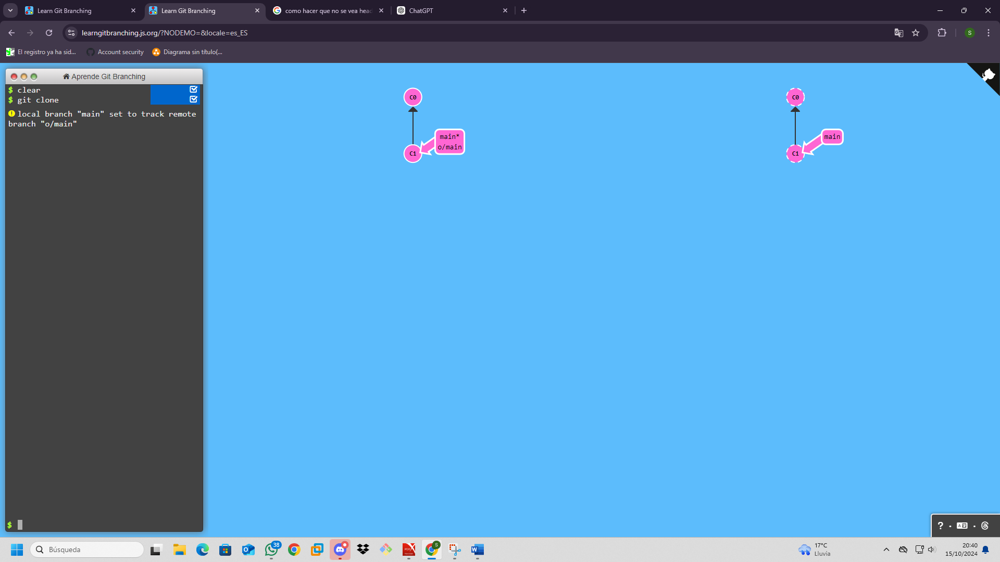 Learn Git Branching
Learn Git Branching
como hacer que no se vea head
ChatGPT
learngitbranching.js.org/?NODEMO=&locale=es_ES
S
El registro ya ha sid...
Account security
Diagrama sin título(...
Aprende Git Branching
$ clear
$ git clone
local branch "main" set to track remote
branch "o/main"
$
C0
main*
o/main
C1
C0
main
C1
? · · 
Búsqueda
38
S
17°C
Lluvia
20:40
15/10/2024